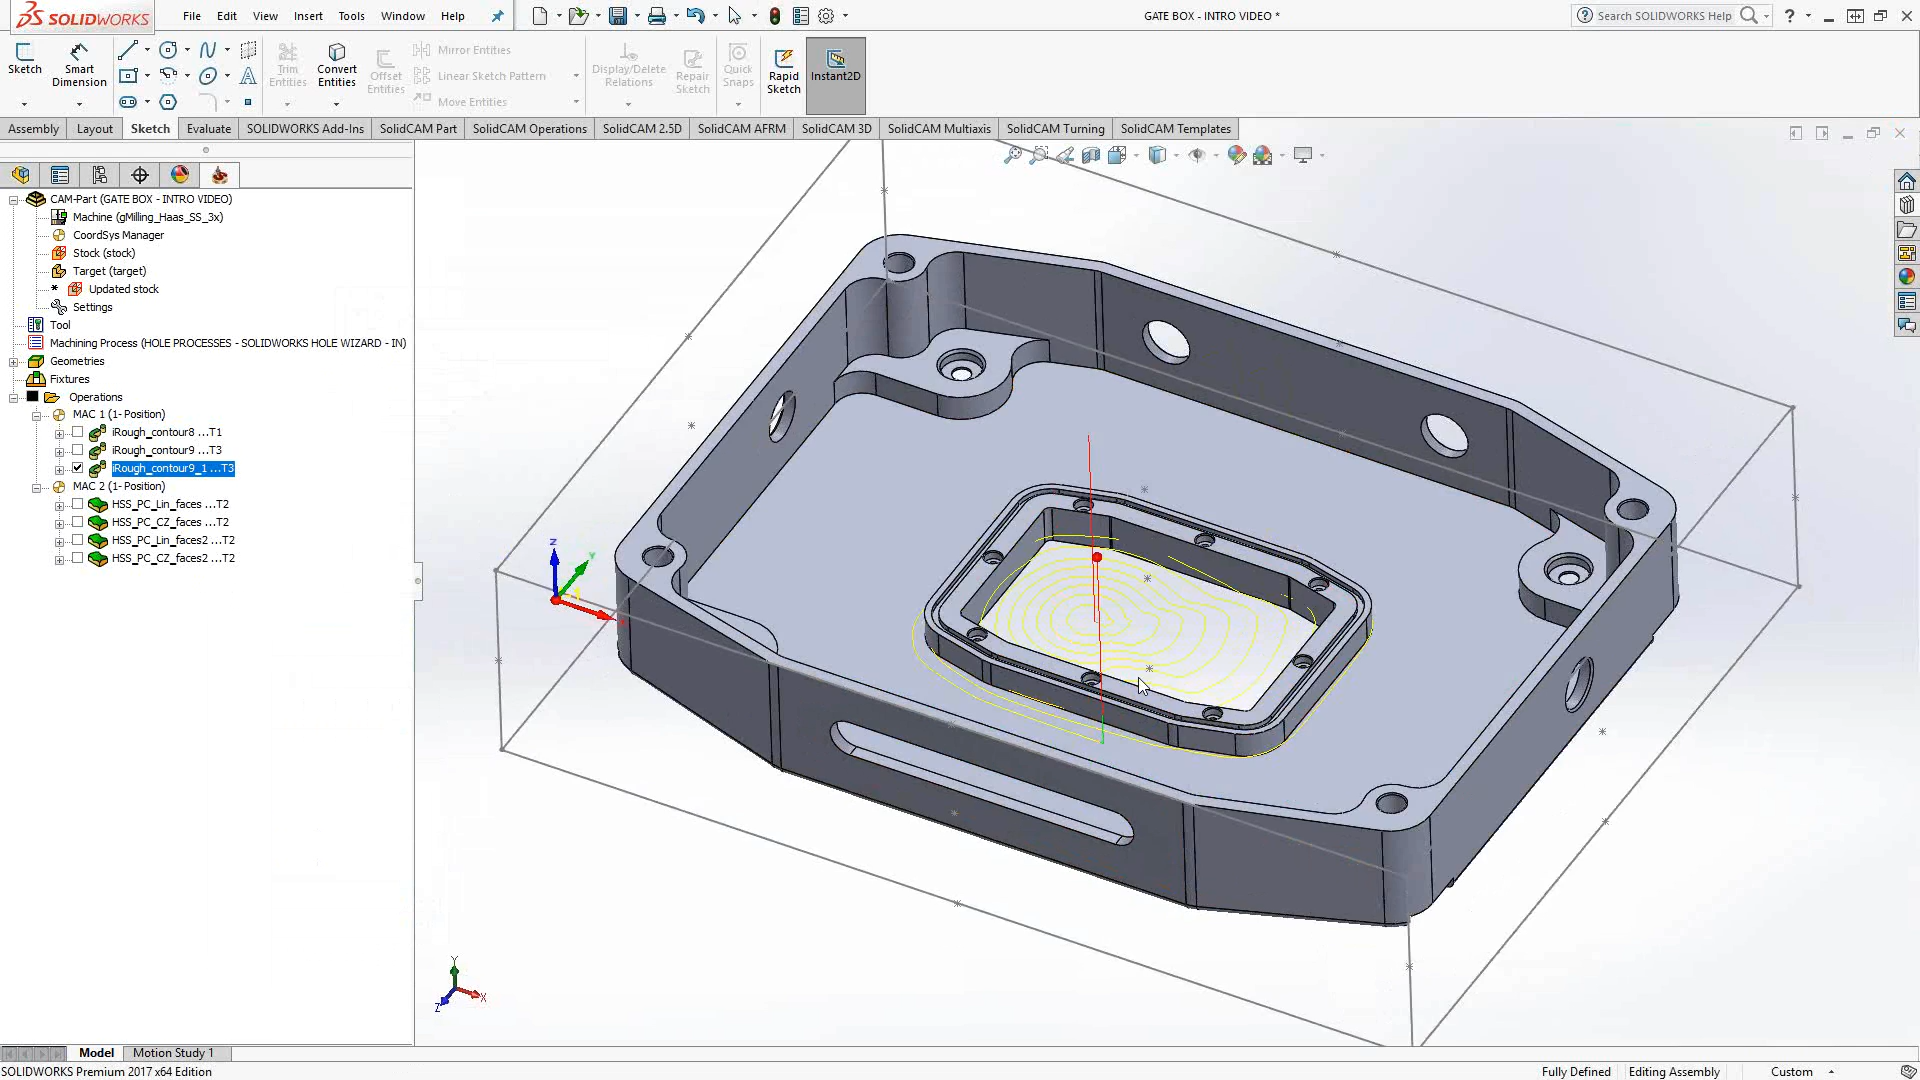 SOLIDWORKS
File Edit View Insert Tools Window Help
GATE BOX - INTRO VIDEO *
Search SOLIDWORKS Help
Sketch
Smart Dimension
Trim Entities
Convert Entities
Offset Entities
Mirror Entities
Linear Sketch Pattern
Move Entities
Display/Delete Relations
Repair Sketch
Quick Snaps
Rapid Sketch
Instant2D
Assembly Layout Sketch Evaluate SOLIDWORKS Add-Ins SolidCAM Part SolidCAM Operations SolidCAM 2.5D SolidCAM AFRM SolidCAM 3D SolidCAM Multiaxis SolidCAM Turning SolidCAM Templates
CAM-Part (GATE BOX - INTRO VIDEO)
Machine (gMilling_Haas_SS_3x)
CoordSys Manager
Stock (stock)
Target (target)
* Updated stock
Settings
Tool
Machining Process (HOLE PROCESSES - SOLIDWORKS HOLE WIZARD - IN)
Geometries
Fixtures
Operations
MAC 1 (1- Position)
iRough_contour8 ...T1
iRough_contour9 ...T3
iRough_contour9_1 ...T3
MAC 2 (1- Position)
HSS_PC_Lin_faces ...T2
HSS_PC_CZ_faces ...T2
HSS_PC_Lin_faces2 ...T2
HSS_PC_CZ_faces2 ...T2
Z
Y
Y
X
Z
Model Motion Study 1
SOLIDWORKS Premium 2017 x64 Edition
Fully Defined Editing Assembly Custom